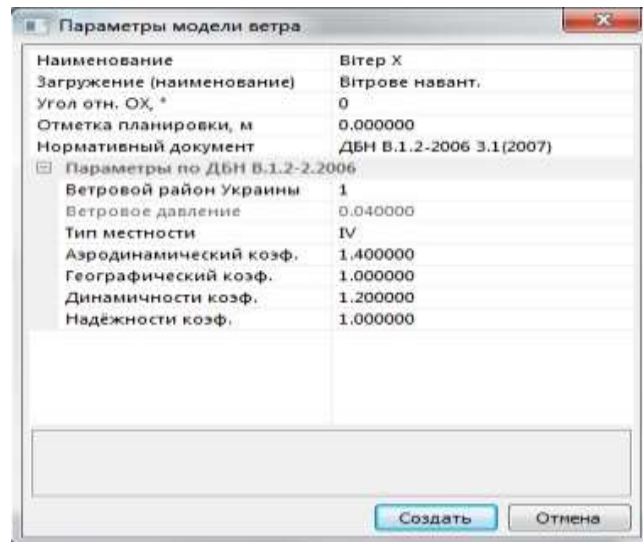 Параметры модели ветра
Наименование Вітер X
Загружение (наименование) Вітрове навант.
Угол отн. OX, ° 0
Отметка планировки, м 0.000000
Нормативный документ ДБН В.1.2-2006 З.1(2007)
Параметры по ДБН В.1.2-2.2006
Ветровой район Украины 1
Ветровое давление 0.040000
Тип местности IV
Аэродинамический коэф. 1.400000
Географический коэф. 1.000000
Динамичности коэф. 1.200000
Надёжности коэф. 1.000000
Создать Отмена